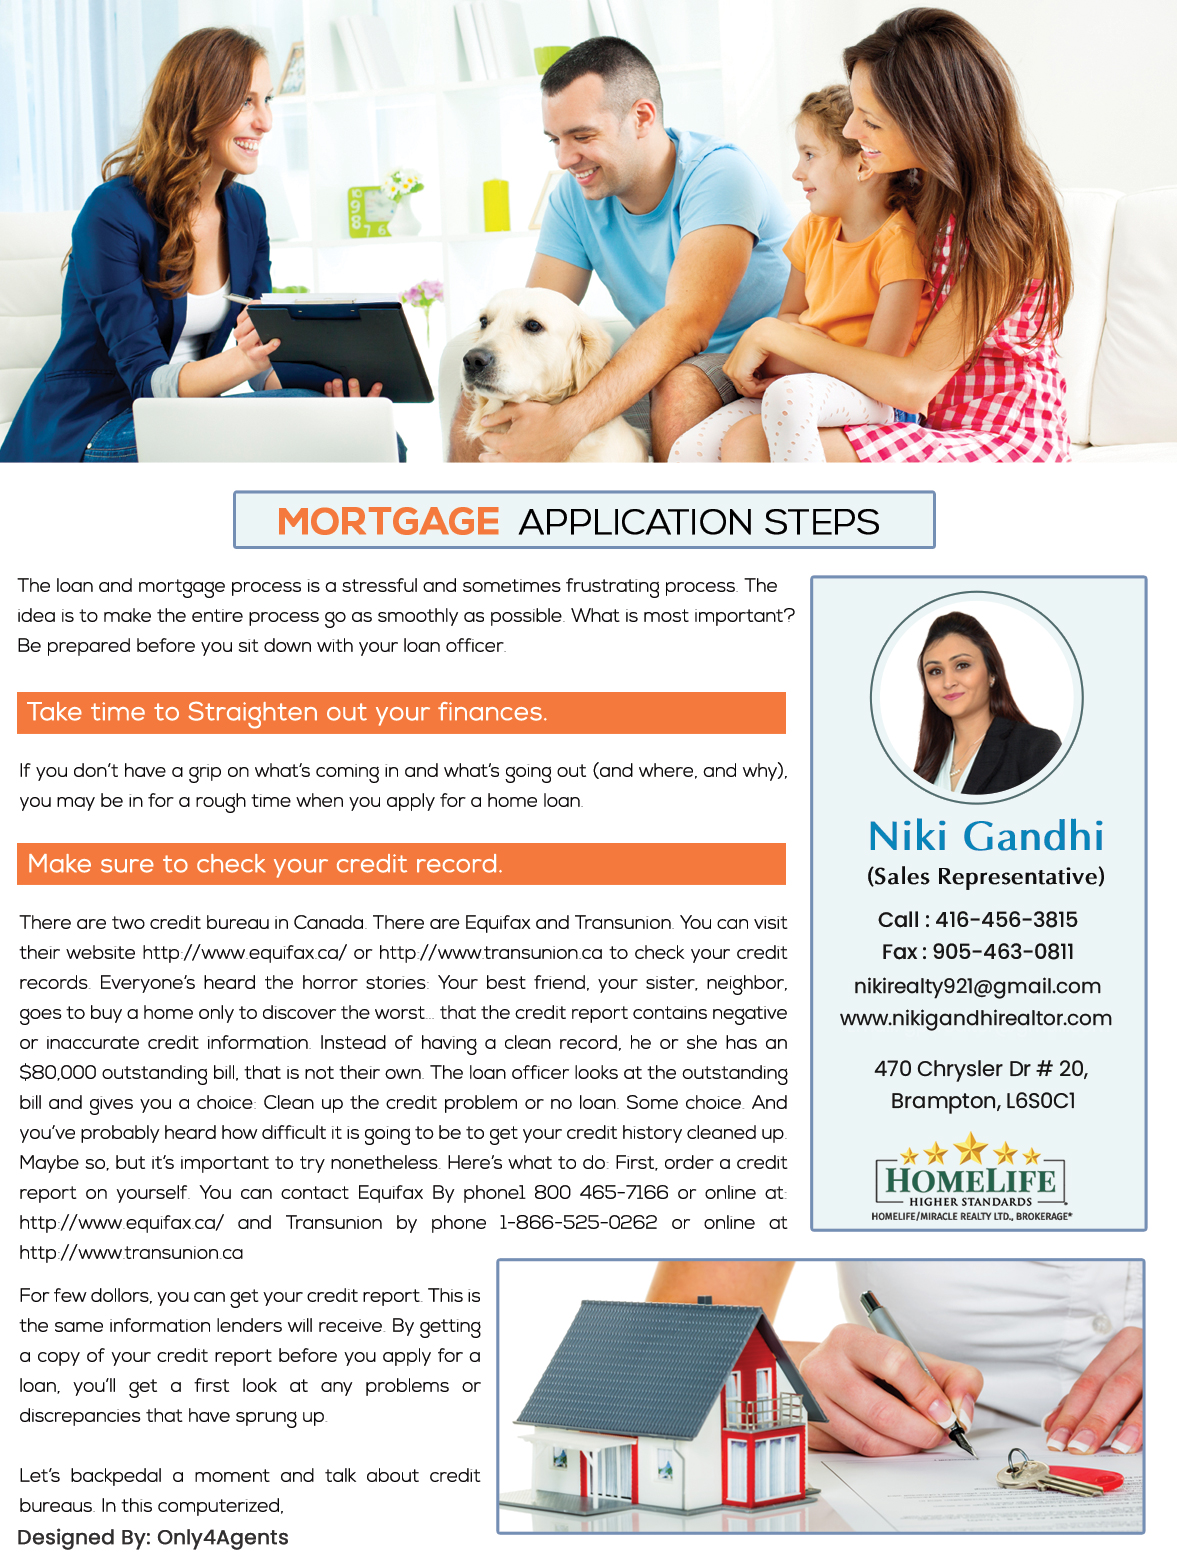 MORTGAGE APPLICATION STEPS
The loan and mortgage process is a stressful and sometimes frustrating process. The
idea is to make the entire process go as smoothly as possible. What is most important?
Be prepared before you sit down with your loan officer.
Take time to Straighten out your finances.
If you don't have a grip on what's coming in and what's going out (and where, and why),
you may be in for a rough time when you apply for a home loan.
Make sure to check your credit record.
There are two credit bureau in Canada. There are Equifax and Transunion. You can visit
their website http://www.equifax.ca/ or http://www.transunion.ca to check your credit
records. Everyone's heard the horror stories: Your best friend, your sister, neighbor,
goes to buy a home only to discover the worst... that the credit report contains negative
or inaccurate credit information. Instead of having a clean record, he or she has an
$80,000 outstanding bill, that is not their own. The loan officer looks at the outstanding
bill and gives you a choice: Clean up the credit problem or no loan. Some choice. And
you've probably heard how difficult it is going to be to get your credit history cleaned up.
Maybe so, but it's important to try nonetheless. Here's what to do: First, order a credit
report on yourself. You can contact Equifax By phone1 800 465-7166 or online at:
http://www.equifax.ca/ and Transunion by phone 1-866-525-0262 or online at
http://www.transunion.ca
For few dollors, you can get your credit report. This is
the same information lenders will receive. By getting
a copy of your credit report before you apply for a
loan, you'll get a first look at any problems or
discrepancies that have sprung up.
Let's backpedal a moment and talk about credit
bureaus. In this computerized,
Designed By: Only4Agents
Niki Gandhi
(Sales Representative)
Call : 416-456-3815
Fax : 905-463-0811
nikirealty921@gmail.com
www.nikigandhirealtor.com
470 Chrysler Dr # 20,
Brampton, L6S0C1
HOMELIFE
HIGHER STANDARDS
HOMELIFE/MIRACLE REALTY LTD., BROKERAGE*
10
9
8 7 6